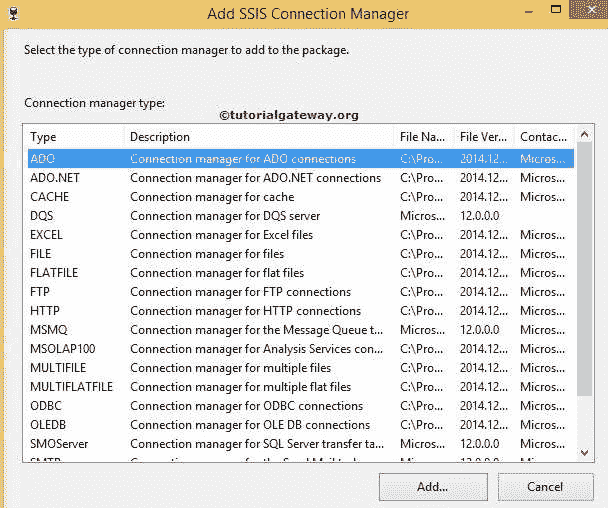 Add SSIS Connection Manager
Select the type of connection manager to add to the package.
Connection manager type:
©tutorialgateway.org
Type Description File Na... File Ver... Contac...
ADO Connection manager for ADO connections C:\Pro... 2014.12... Micros...
ADO.NET Connection manager for ADO.NET connections C:\Pro... 2014.12... Micros...
CACHE Connection manager for cache C:\Pro... 2014.12... Micros...
DQS Connection manager for DQS server Micros... 12.0.0.0
EXCEL Connection manager for Excel files C:\Pro... 2014.12... Micros...
FILE Connection manager for files C:\Pro... 2014.12... Micros...
FLATFILE Connection manager for flat files C:\Pro... 2014.12... Micros...
FTP Connection manager for FTP connections C:\Pro... 2014.12... Micros...
HTTP Connection manager for HTTP connections C:\Pro... 2014.12... Micros...
MSMQ Connection manager for the Message Queue t... Micros... 12.0.0.0
MSOLAP100 Connection manager for Analysis Services con... C:\Pro... 2014.12... Micros...
MULTIFILE Connection manager for multiple files C:\Pro... 2014.12... Micros...
MULTIFLATFILE Connection manager for multiple flat files C:\Pro... 2014.12... Micros...
ODBC Connection manager for ODBC connections C:\Pro... 2014.12... Micros...
OLEDB Connection manager for OLE DB connections C:\Pro... 2014.12... Micros...
SMOServer Connection manager for SQL Server transfer ta... Micros... 12.0.0.0
SMTP Connection manager for the Send Mail task
Add... Cancel